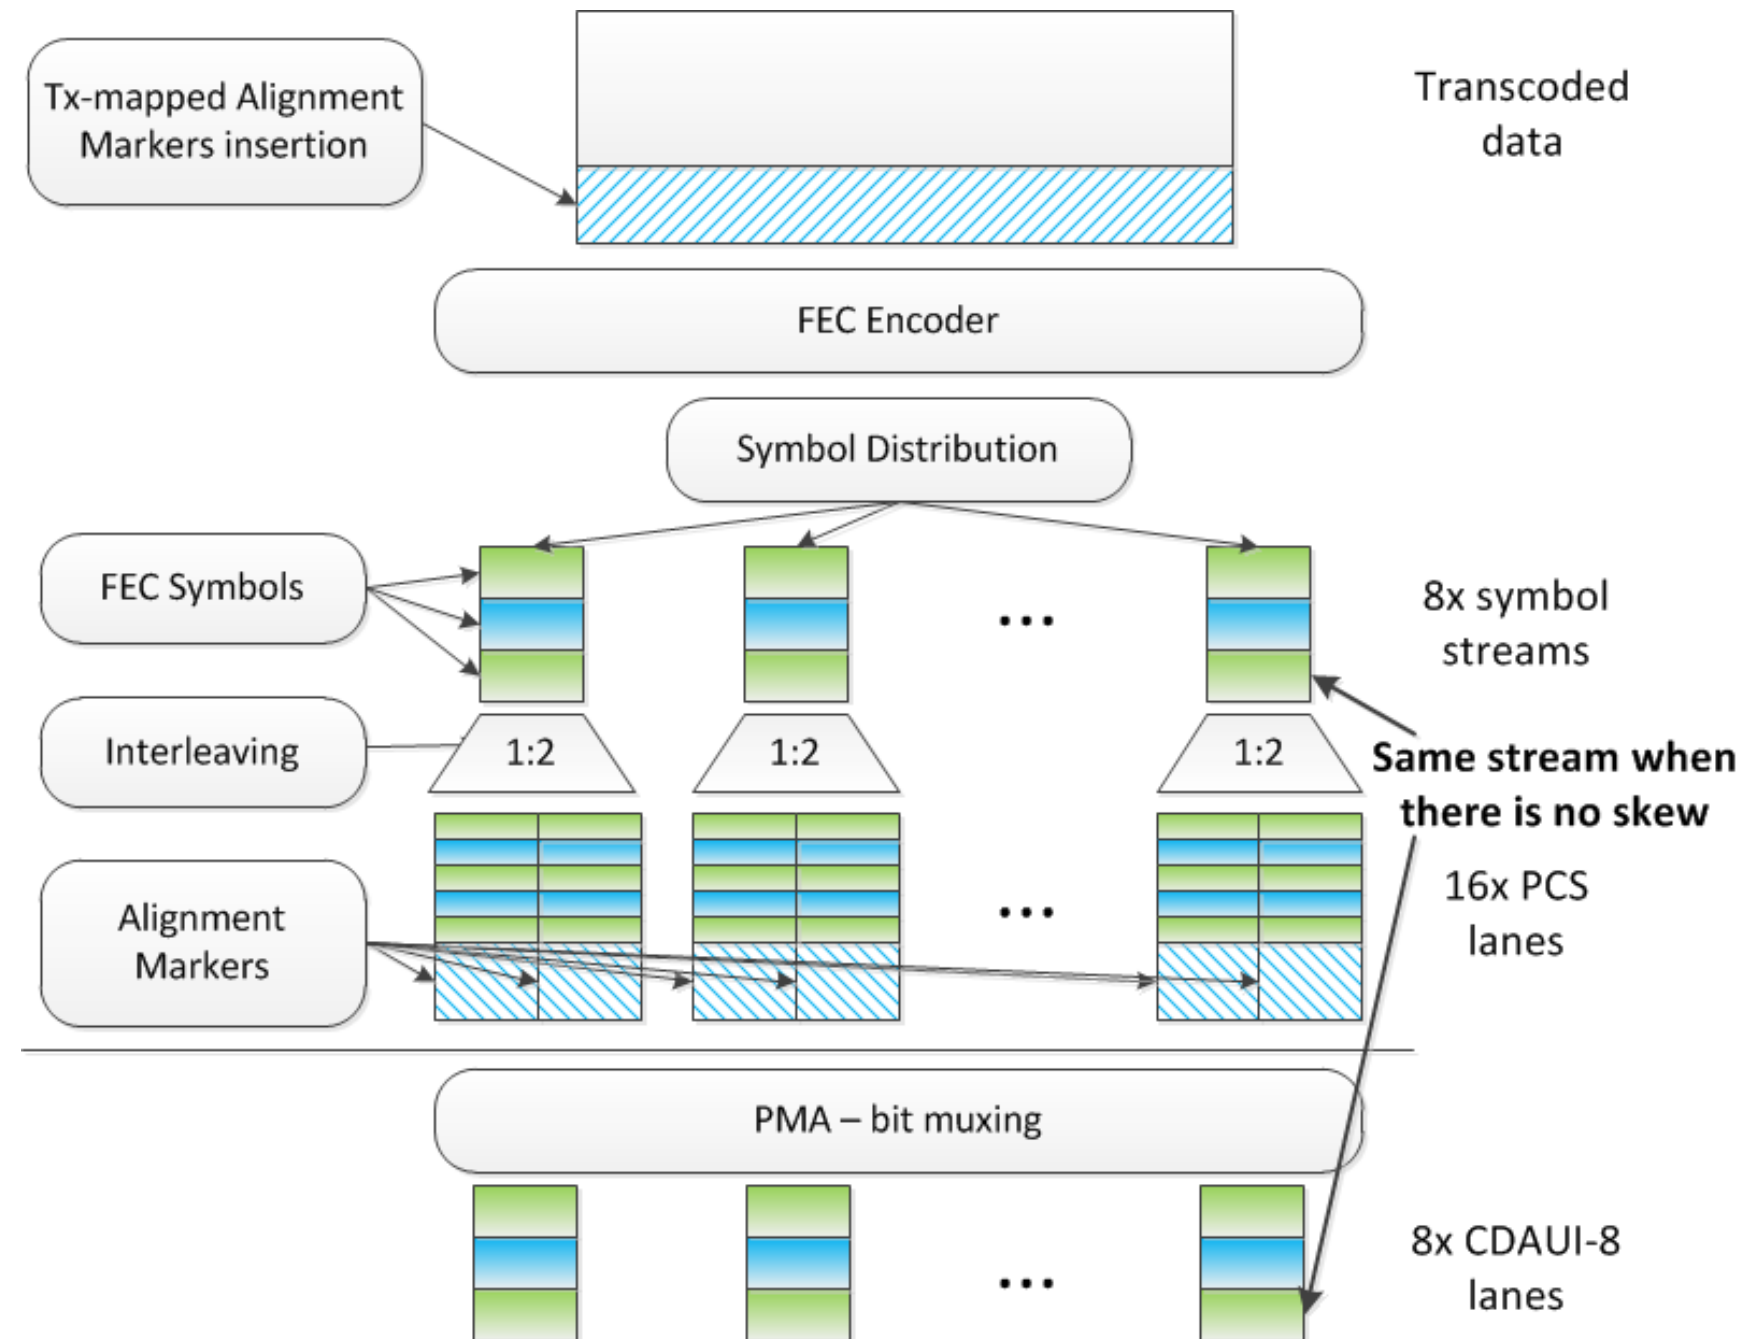 Tx-mapped Alignment
Markers insertion
Transcoded
data
FEC Encoder
Symbol Distribution
FEC Symbols
...
8x symbol
streams
Interleaving
1:2
1:2
1:2
Same stream when
there is no skew
Alignment
Markers
...
16x PCS
lanes
PMA – bit muxing
...
8x CDAUI-8
lanes